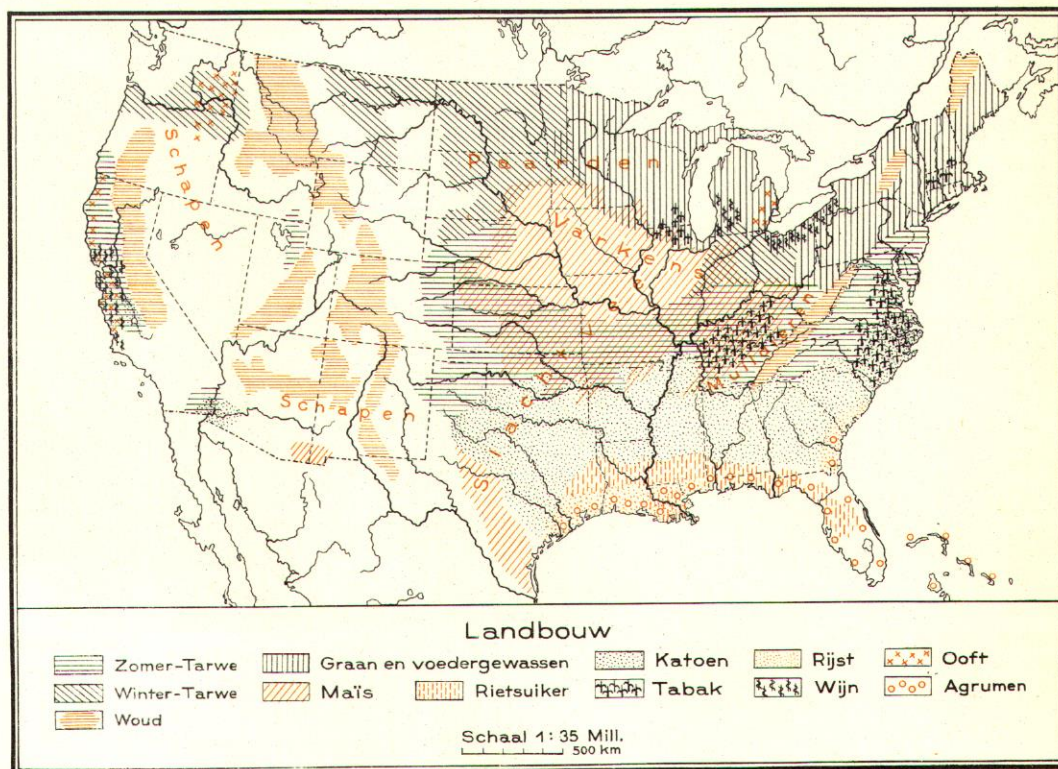 Schapen
Paarden
Varkens
Slachtvee
Muildieren
Schapen
Landbouw
Zomer-Tarwe
Graan en voedergewassen
Katoen
Rijst
Ooft
Winter-Tarwe
Maïs
Rietsuiker
Tabak
Wijn
Agrumen
Woud
Schaal 1: 35 Mill.
500 km